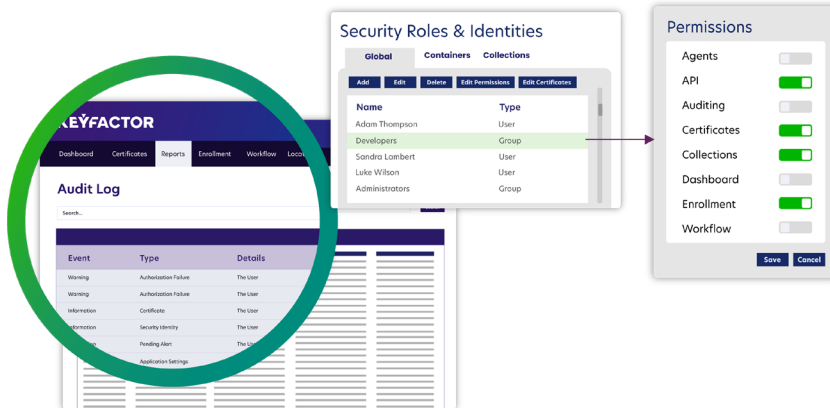 KEYFACTOR
Dashboard Certificates Reports Enrollment Workflow
Audit Log
Search...
Event Type Details
Warning Authorization Failure The User
Warning Authorization Failure The User
Information Certificate The User
Information Security Identity The User
Pending Alert The
Application Settings
Security Roles & Identities
Global Containers Collections
Add Edit Delete Edit Permissions Edit Certificates
Name Type
Adam Thompson User
Developers Group
Sandra Lambert User
Luke Wilson User
Administrators Group
Permissions
Agents
API
Auditing
Certificates
Collections
Dashboard
Enrollment
Workflow
Save Cancel